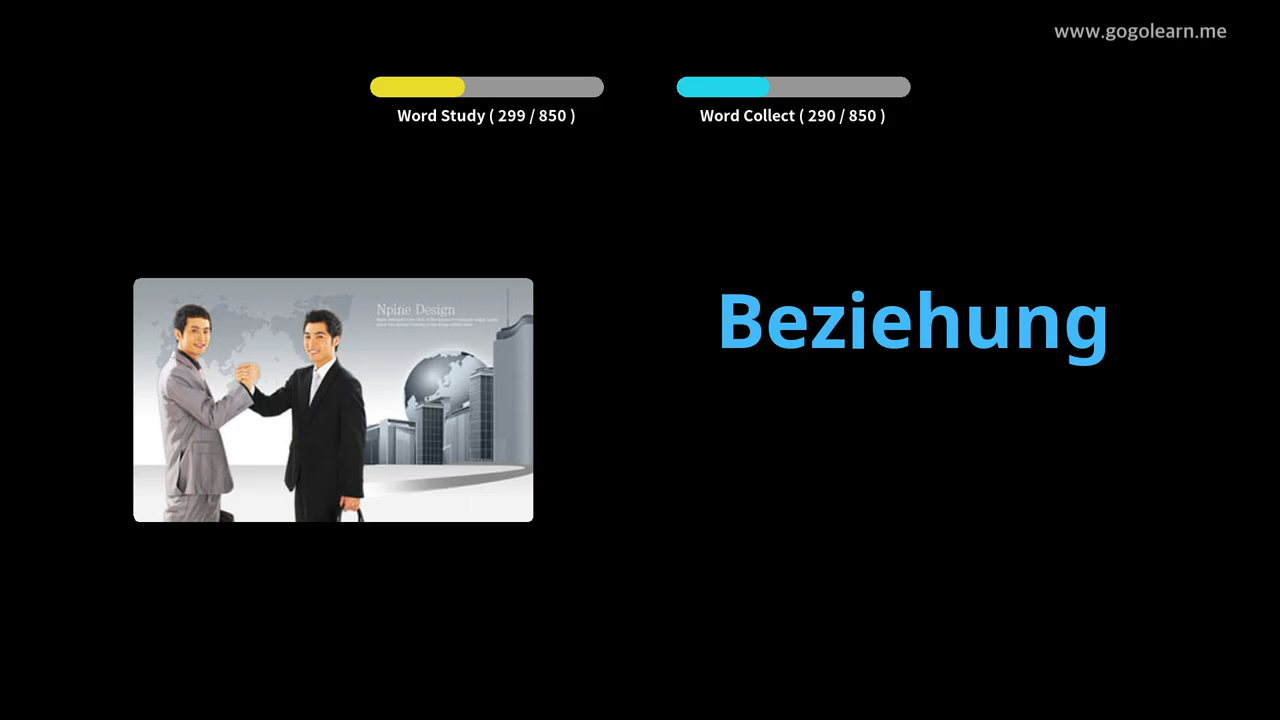 www.gogolearn.me
Word Study ( 299 / 850 )
Word Collect ( 290 / 850 )
Npine Design
Beziehung